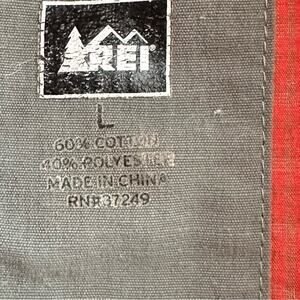 REI
L
60% COTTON
40% POLYESTER
MADE IN CHINA
RN#37249